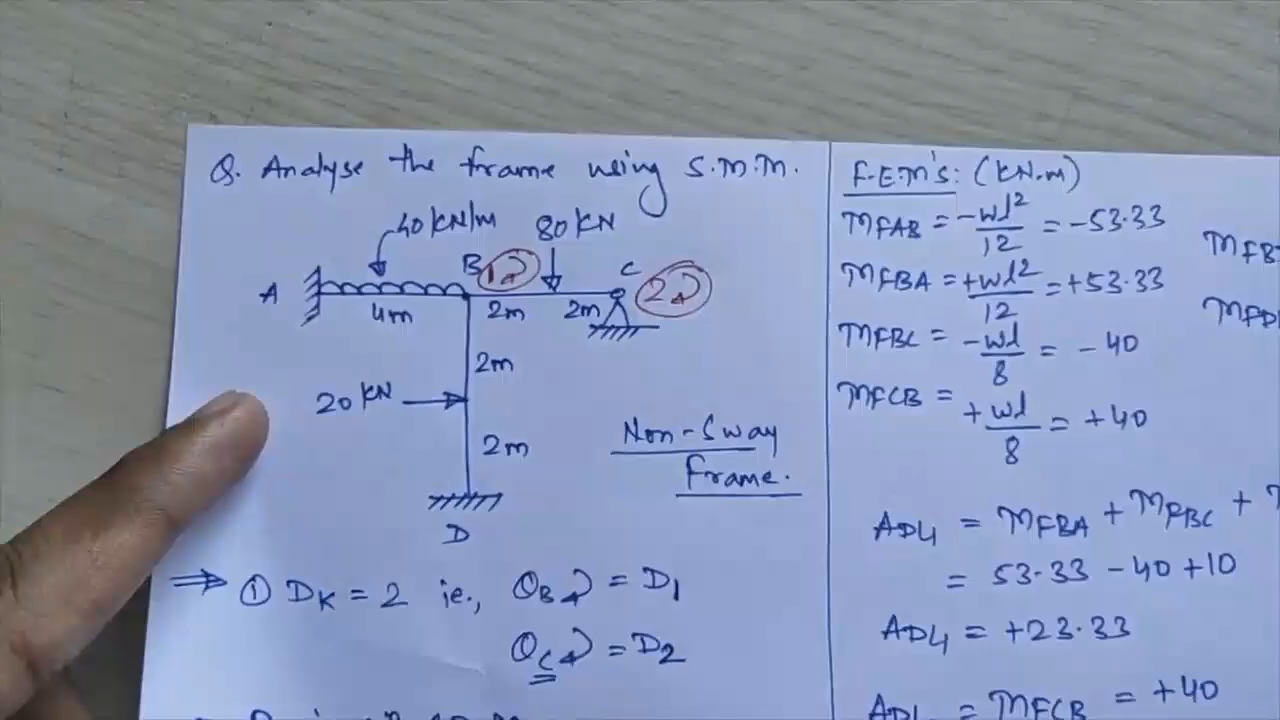 Q. Analyse the frame using S.M.M.
40 KN/m
80 KN
A
B
1
C
2
4m
2m
2m
2m
20 KN
2m
D
Non-Sway
Frame.
⇒ ① DK = 2 ie., θB = D1
θC = D2
F.E.M's: (KN.m)
MFAB = -wl²/12 = -53.33
MFBA = +wl²/12 = +53.33
MFBC = -wl/8 = -40
MFCB = +wl/8 = +40
ADL1 = MFBA + MFBC +
= 53.33 - 40 + 10
ADL1 = +23.33
= MFCB = +40